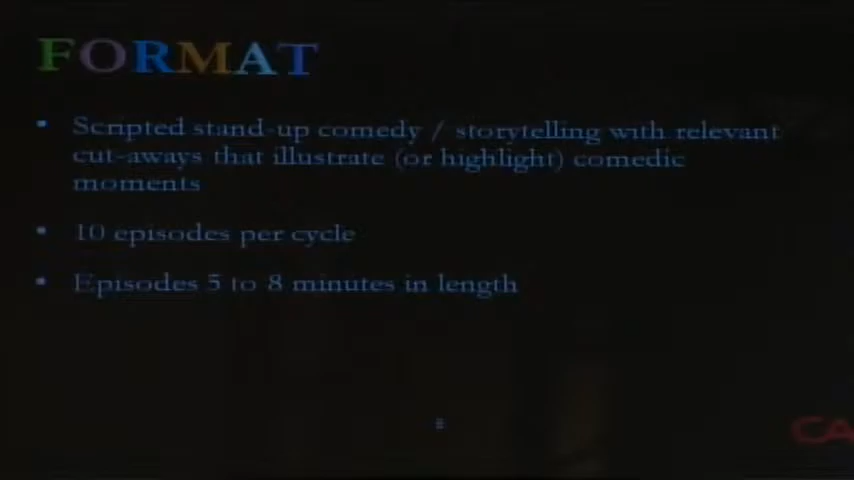 FORMAT
▪ Scripted stand-up comedy / storytelling with relevant
cut-aways that illustrate (or highlight) comedic
moments
▪ 10 episodes per cycle
▪ Episodes 5 to 8 minutes in length
CA